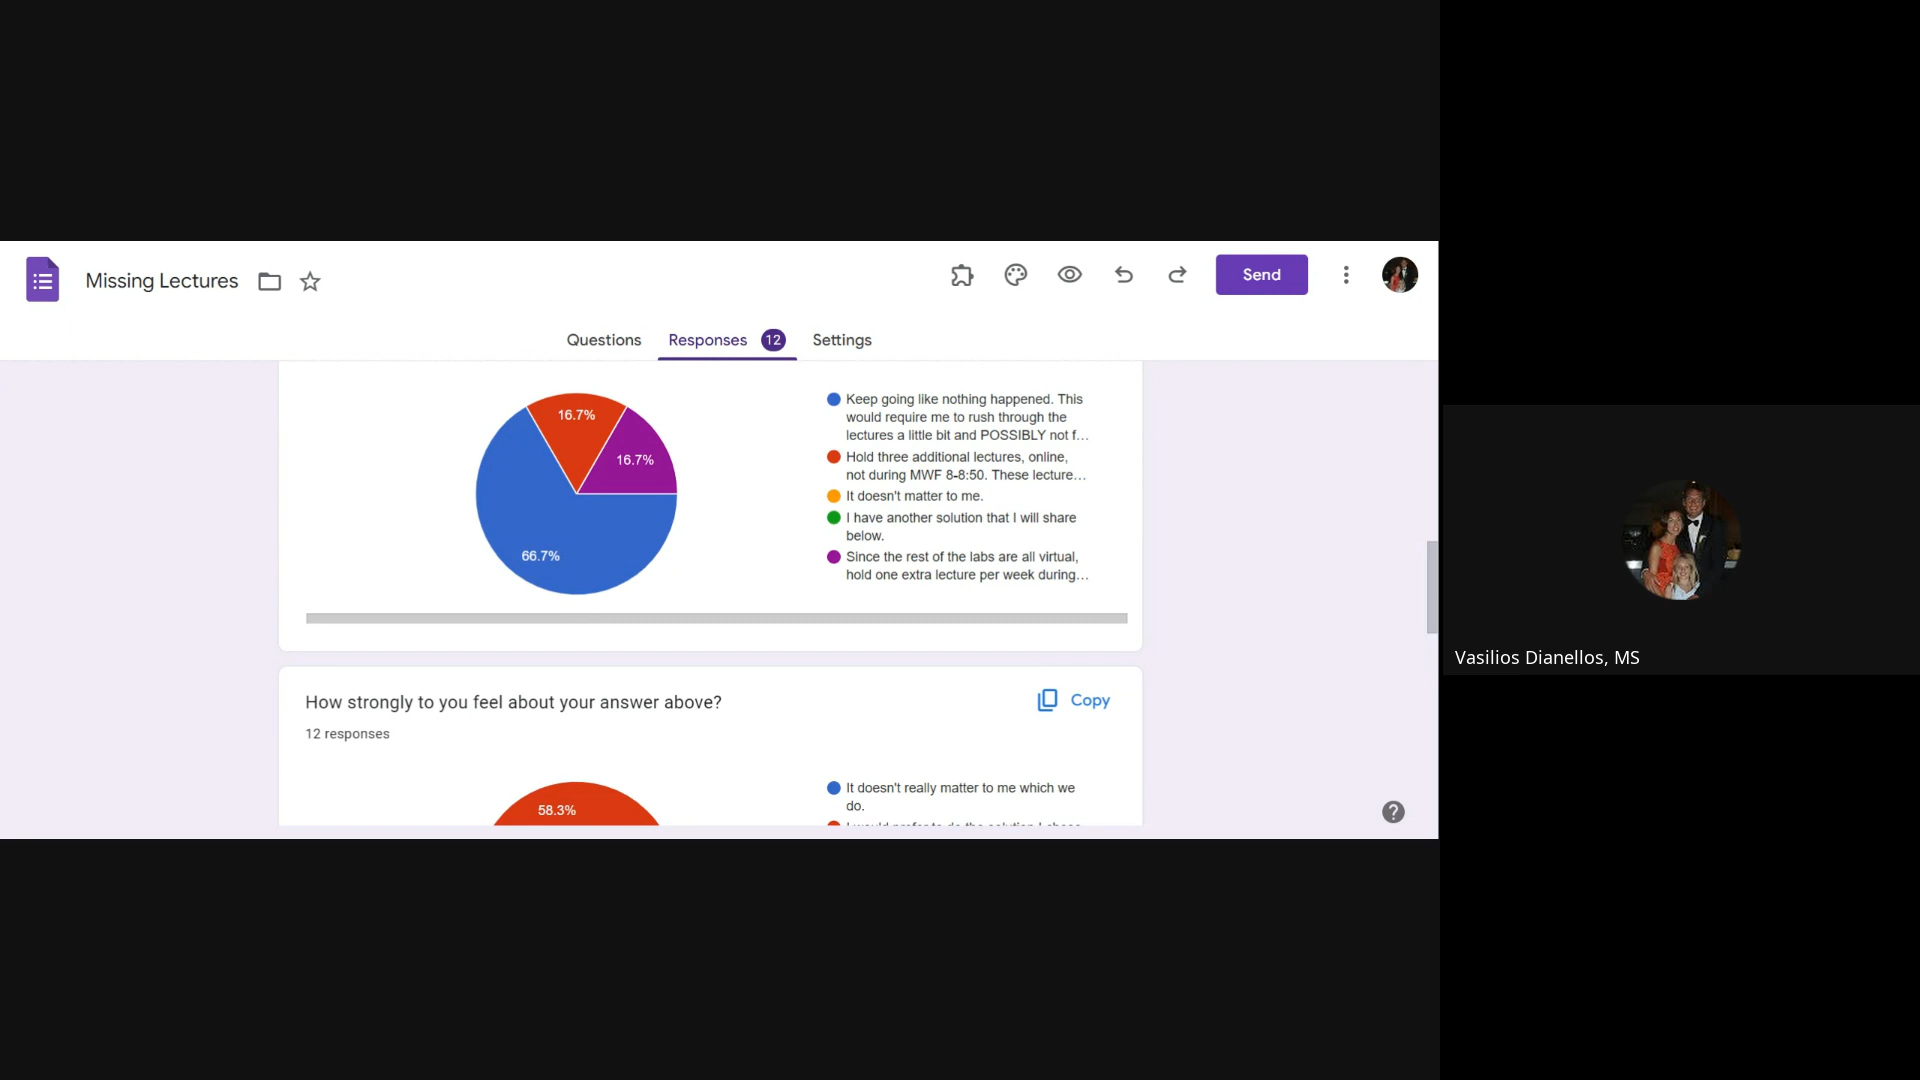 Missing Lectures
Send
Questions
Responses 12
Settings
16.7%
16.7%
66.7%
Keep going like nothing happened. This
would require me to rush through the
lectures a little bit and POSSIBLY not f...
Hold three additional lectures, online,
not during MWF 8-8:50. These lecture...
It doesn't matter to me.
I have another solution that I will share
below.
Since the rest of the labs are all virtual,
hold one extra lecture per week during...
How strongly to you feel about your answer above?
Copy
12 responses
58.3%
It doesn't really matter to me which we
do.
Vasilios Dianellos, MS